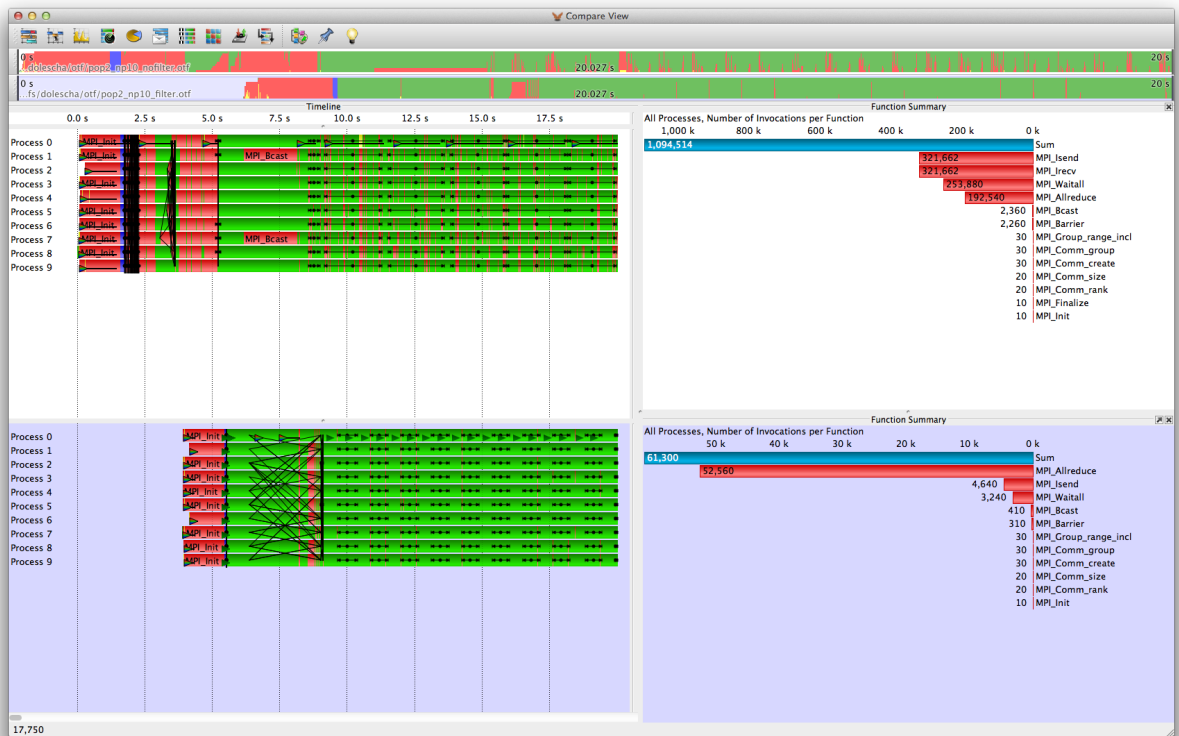 Compare View
0 s
20 s
dolescha/otf/pop2_np10_nofilter.otf
20.027 s
0 s
20 s
...fs/dolescha/otf/pop2_np10_filter.otf
20.027 s
Timeline
0.0 s 2.5 s 5.0 s 7.5 s 10.0 s 12.5 s 15.0 s 17.5 s
Process 0 MPI_Init
Process 1 MPI_Init MPI_Bcast
Process 2
Process 3 MPI_Init
Process 4
Process 5 MPI_Init
Process 6 MPI_Init
Process 7 MPI_Init MPI_Bcast
Process 8 MPI_Init
Process 9
Function Summary
All Processes, Number of Invocations per Function
1,000 k 800 k 600 k 400 k 200 k 0 k
1,094,514 Sum
321,662 MPI_Isend
321,662 MPI_Irecv
253,880 MPI_Waitall
192,540 MPI_Allreduce
2,360 MPI_Bcast
2,260 MPI_Barrier
30 MPI_Group_range_incl
30 MPI_Comm_group
30 MPI_Comm_create
20 MPI_Comm_size
20 MPI_Comm_rank
10 MPI_Finalize
10 MPI_Init
Process 0 MPI_Init
Process 1
Process 2 MPI_Init
Process 3 MPI_Init
Process 4 MPI_Init
Process 5 MPI_Init
Process 6
Process 7 MPI_Init
Process 8 MPI_Init
Process 9 MPI_Init
Function Summary
All Processes, Number of Invocations per Function
50 k 40 k 30 k 20 k 10 k 0 k
61,300 Sum
52,560 MPI_Allreduce
4,640 MPI_Isend
3,240 MPI_Waitall
410 MPI_Bcast
310 MPI_Barrier
30 MPI_Group_range_incl
30 MPI_Comm_group
30 MPI_Comm_create
20 MPI_Comm_size
20 MPI_Comm_rank
10 MPI_Init
17,750